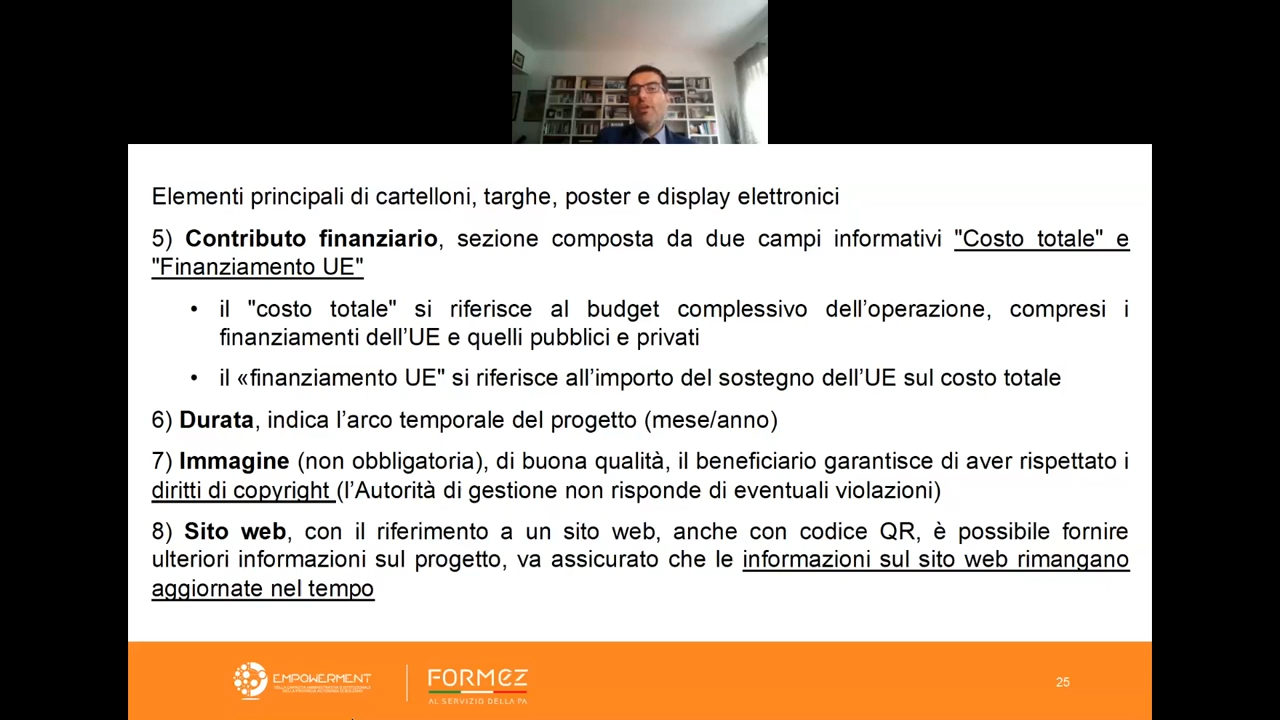 Elementi principali di cartelloni, targhe, poster e display elettronici
5) Contributo finanziario, sezione composta da due campi informativi "Costo totale" e
"Finanziamento UE"
• il "costo totale" si riferisce al budget complessivo dell’operazione, compresi i
finanziamenti dell’UE e quelli pubblici e privati
• il «finanziamento UE" si riferisce all’importo del sostegno dell’UE sul costo totale
6) Durata, indica l’arco temporale del progetto (mese/anno)
7) Immagine (non obbligatoria), di buona qualità, il beneficiario garantisce di aver rispettato i
diritti di copyright (l’Autorità di gestione non risponde di eventuali violazioni)
8) Sito web, con il riferimento a un sito web, anche con codice QR, è possibile fornire
ulteriori informazioni sul progetto, va assicurato che le informazioni sul sito web rimangano
aggiornate nel tempo
EMPOWERMENT
FORMEZ
AL SERVIZIO DELLA PA
25